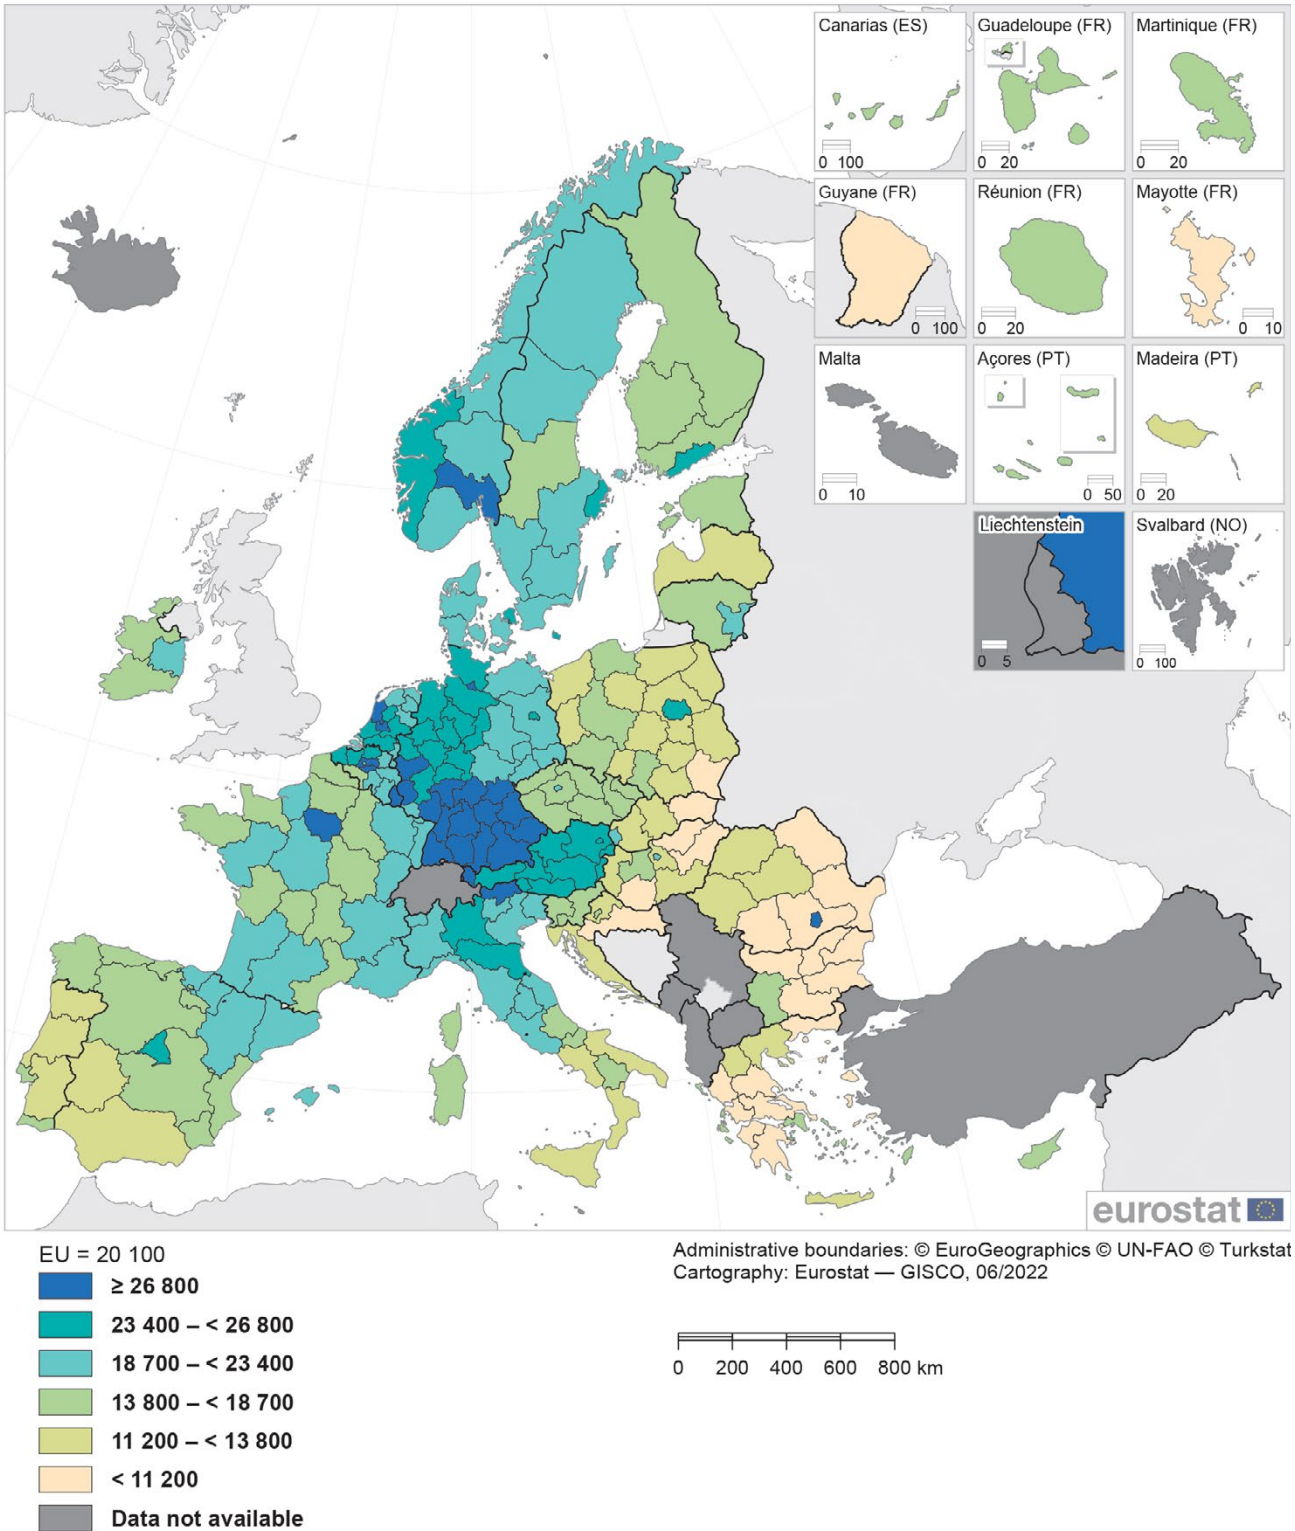 Canarias (ES)
0 100
Guadeloupe (FR)
0 20
Martinique (FR)
0 20
Guyane (FR)
0 100
Réunion (FR)
0 20
Mayotte (FR)
0 10
Malta
0 10
Açores (PT)
0 50
Madeira (PT)
0 20
Liechtenstein
0 5
Svalbard (NO)
0 100
eurostat
EU = 20 100
≥ 26 800
23 400 – < 26 800
18 700 – < 23 400
13 800 – < 18 700
11 200 – < 13 800
< 11 200
Data not available
Administrative boundaries: © EuroGeographics © UN-FAO © Turkstat
Cartography: Eurostat — GISCO, 06/2022
0 200 400 600 800 km